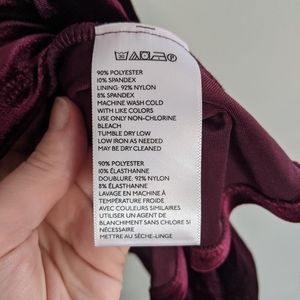 90% POLYESTER
10% SPANDEX
LINING: 92% NYLON
8% SPANDEX
MACHINE WASH COLD
WITH LIKE COLORS
USE ONLY NON-CHLORIN
BLEACH
TUMBLE DRY LOW
LOW IRON AS NEEDED
MAY BE DRY CLEANED
90% POLYESTER
10% ÉLASTHANNE
DOUBLURE: 92% NYLON
8% ÉLASTHANNE
LAVAGE EN MACHINE À
TEMPÉRATURE FROIDE
AVEC COULEURS SIMILAIRES
UTILISER UN AGENT DE
BLANCHIMENT SANS CHLORE SI
NÉCESSAIRE
METTRE AU SÈCHE-LINGE